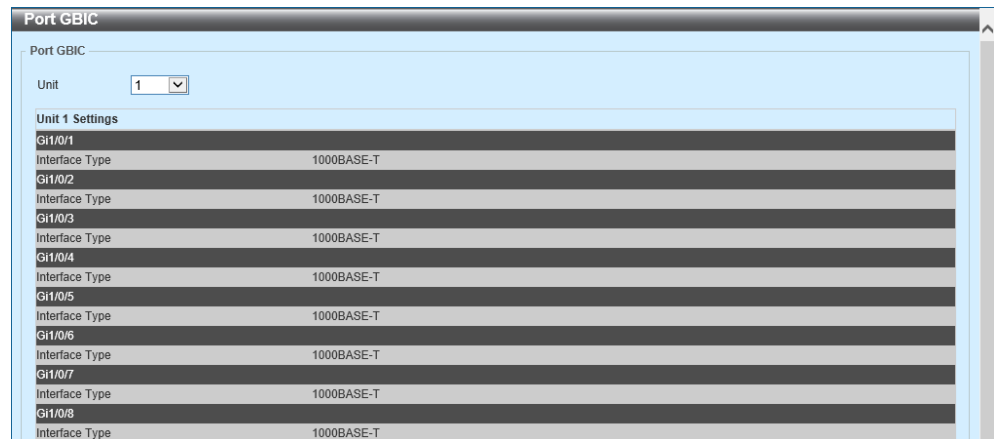 Port GBIC
Port GBIC
Unit 1
Unit 1 Settings
Gi1/0/1
Interface Type 1000BASE-T
Gi1/0/2
Interface Type 1000BASE-T
Gi1/0/3
Interface Type 1000BASE-T
Gi1/0/4
Interface Type 1000BASE-T
Gi1/0/5
Interface Type 1000BASE-T
Gi1/0/6
Interface Type 1000BASE-T
Gi1/0/7
Interface Type 1000BASE-T
Gi1/0/8
Interface Type 1000BASE-T